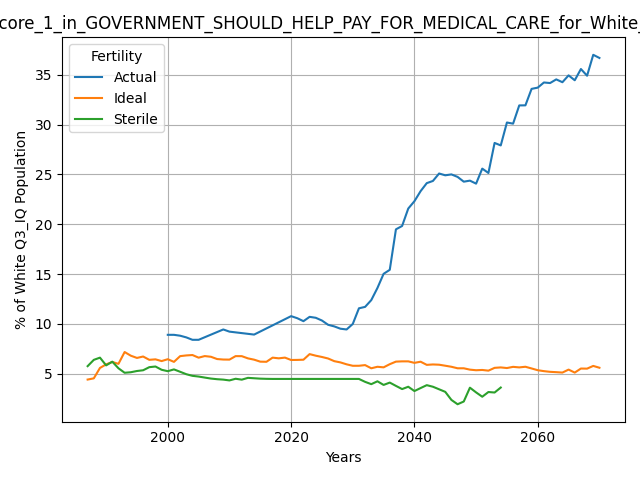 core_1_in_GOVERNMENT_SHOULD_HELP_PAY_FOR_MEDICAL_CARE_for_White_
Fertility
Actual
Ideal
Sterile
% of White Q3_IQ Population
35
30
25
20
15
10
5
2000 2020 2040 2060
Years